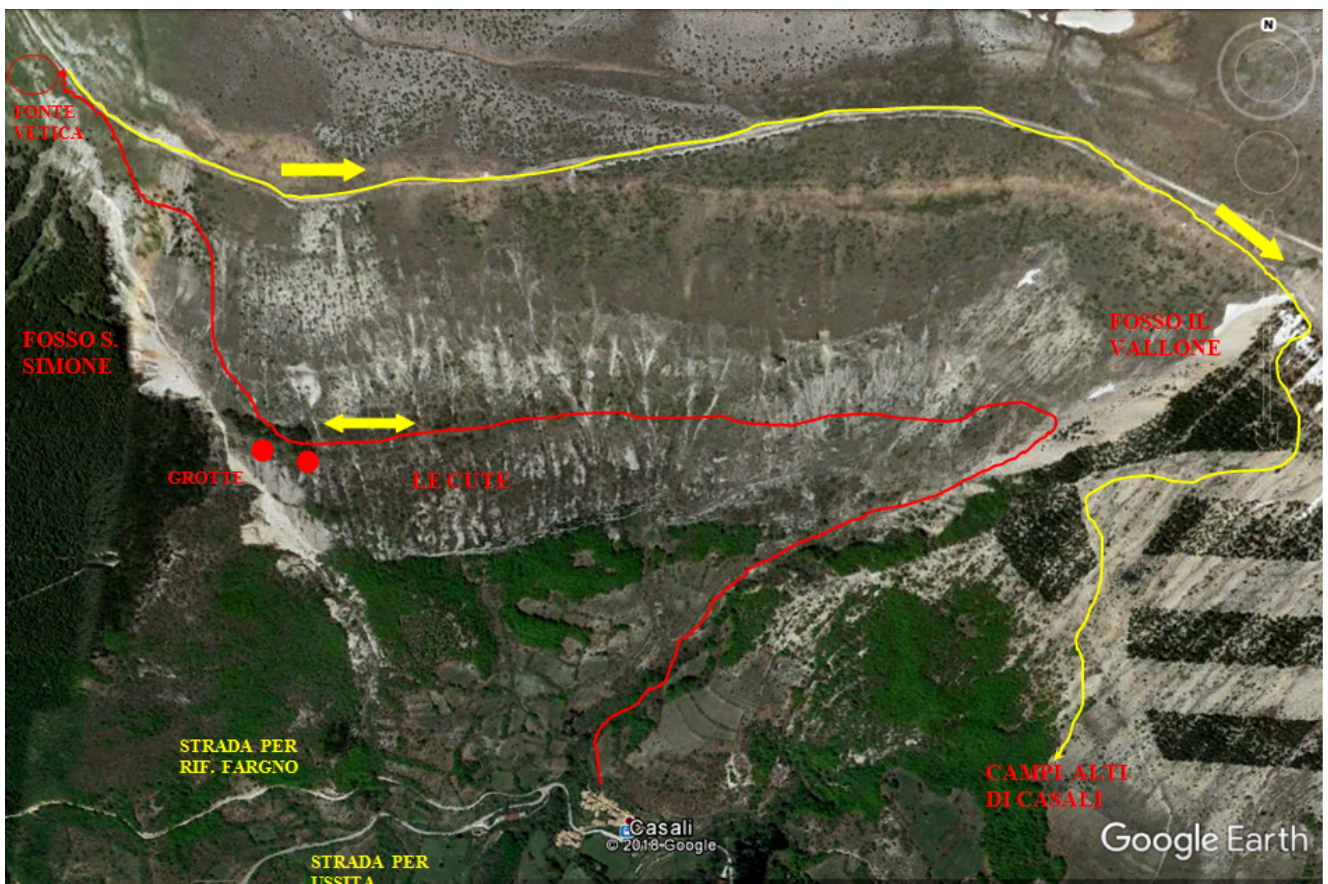 N
FONTE
VETICA
FOSSO S.
SIMONE
FOSSO IL
VALLONE
GROTTE
LE CUTE
STRADA PER
RIF. FARGNO
CAMPI ALTI
DI CASALI
Casali
© 2018 Google
Google Earth
STRADA PER
USSITA